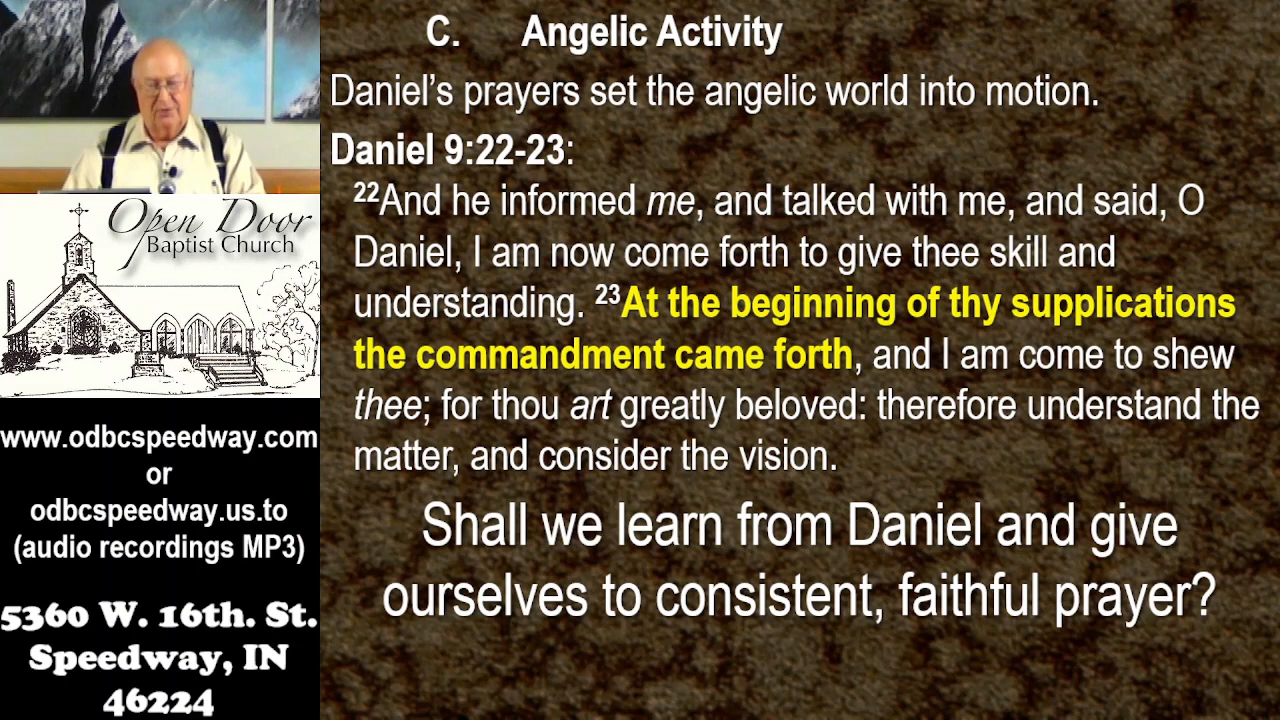 C. Angelic Activity
Daniel’s prayers set the angelic world into motion.
Daniel 9:22-23:
22And he informed me, and talked with me, and said, O
Daniel, I am now come forth to give thee skill and
understanding. 23At the beginning of thy supplications
the commandment came forth, and I am come to shew
thee; for thou art greatly beloved: therefore understand the
matter, and consider the vision.
Shall we learn from Daniel and give
ourselves to consistent, faithful prayer?
Open Door
Baptist Church
www.odbcspeedway.com
or
odbcspeedway.us.to
(audio recordings MP3)
5360 W. 16th. St.
Speedway, IN
46224